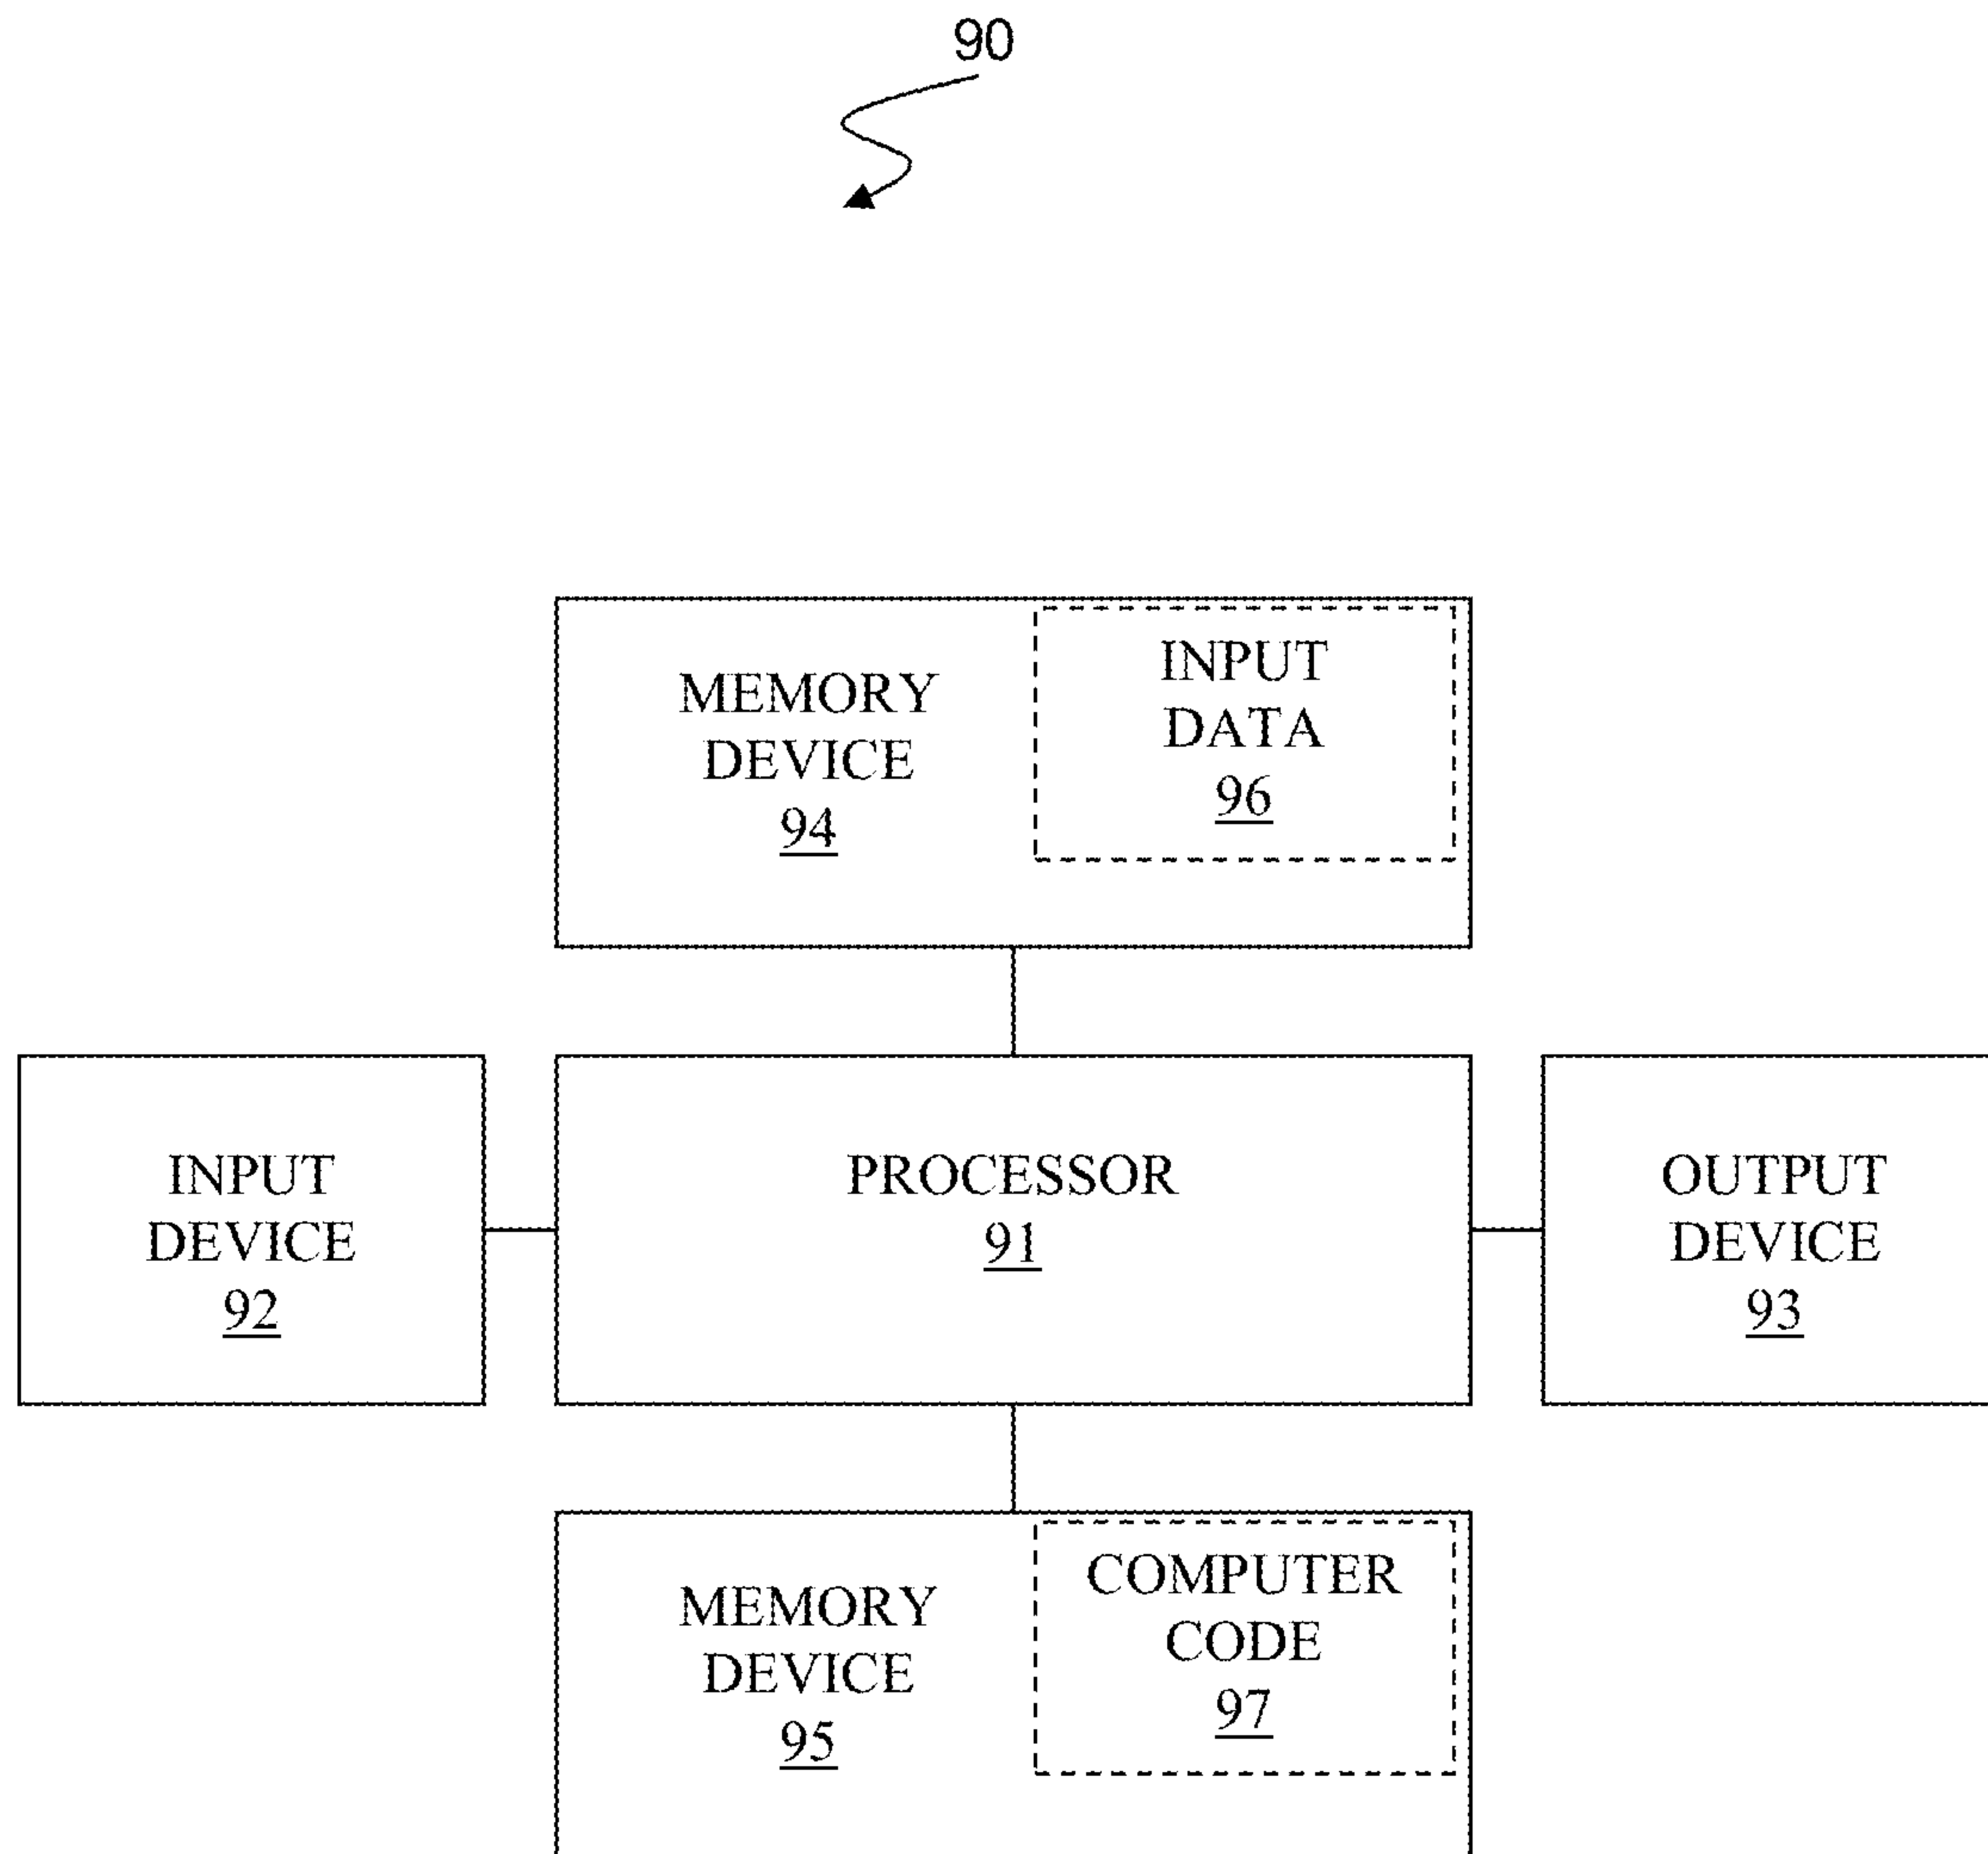 90
MEMORY
DEVICE
94
INPUT
DATA
96
INPUT
DEVICE
92
PROCESSOR
91
OUTPUT
DEVICE
93
MEMORY
DEVICE
95
COMPUTER
CODE
97